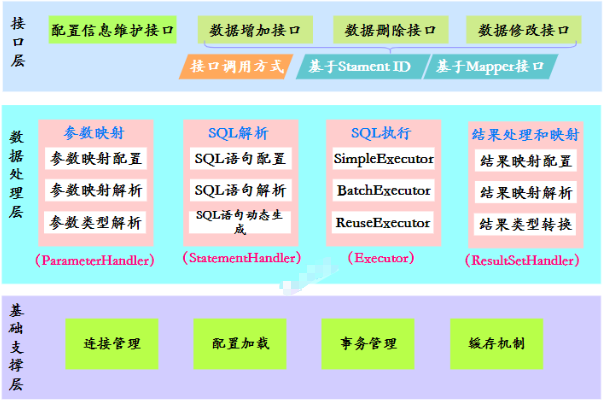 接口层
配置信息维护接口
数据增加接口
数据删除接口
数据修改接口
接口调用方式
基于Stament ID
基于Mapper接口
数据处理层
参数映射
参数映射配置
参数映射解析
参数类型解析
(ParameterHandler)
SQL解析
SQL语句配置
SQL语句解析
SQL语句动态生
成
(StatementHandler)
SQL执行
SimpleExecutor
BatchExecutor
ReuseExecutor
(Executor)
结果处理和映射
结果映射配置
结果映射解析
结果类型转换
(ResultSetHandler)
基础支撑层
连接管理
配置加载
事务管理
缓存机制